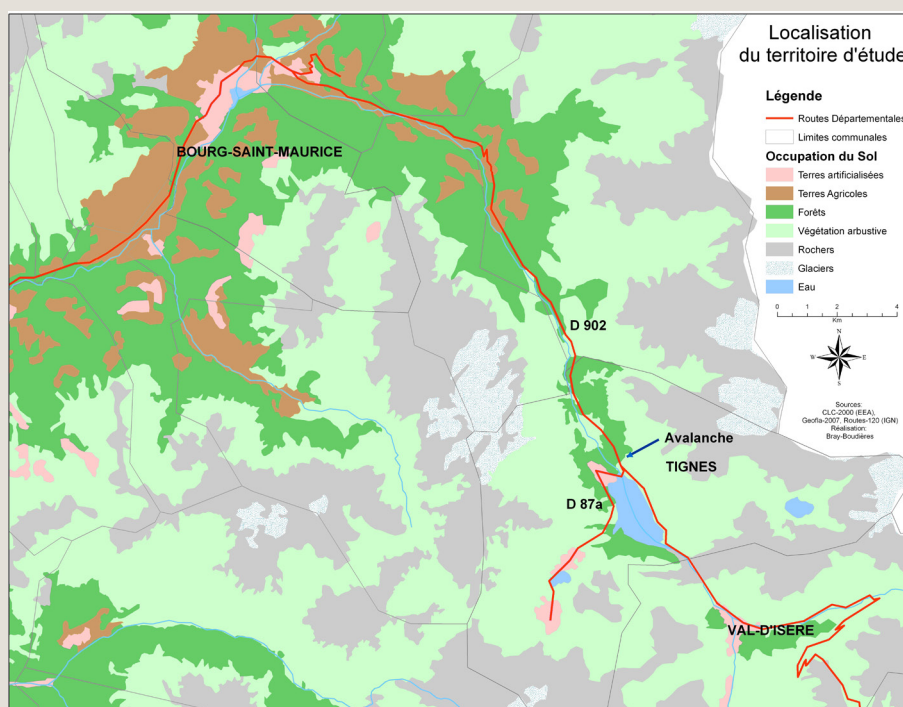 Localisation
du territoire d'étude
Légende
Routes Départementales
Limites communales
Occupation du Sol
Terres artificialisées
Terres Agricoles
Forêts
Végétation arbustive
Rochers
Glaciers
Eau
0 1 2 4
Km
N
W E
S
Sources:
CLC-2000 (EEA),
Geofla-2007, Routes-120 (IGN)
Réalisation:
Bray-Boudières
BOURG-SAINT-MAURICE
D 902
Avalanche
TIGNES
D 87a
VAL-D'ISERE